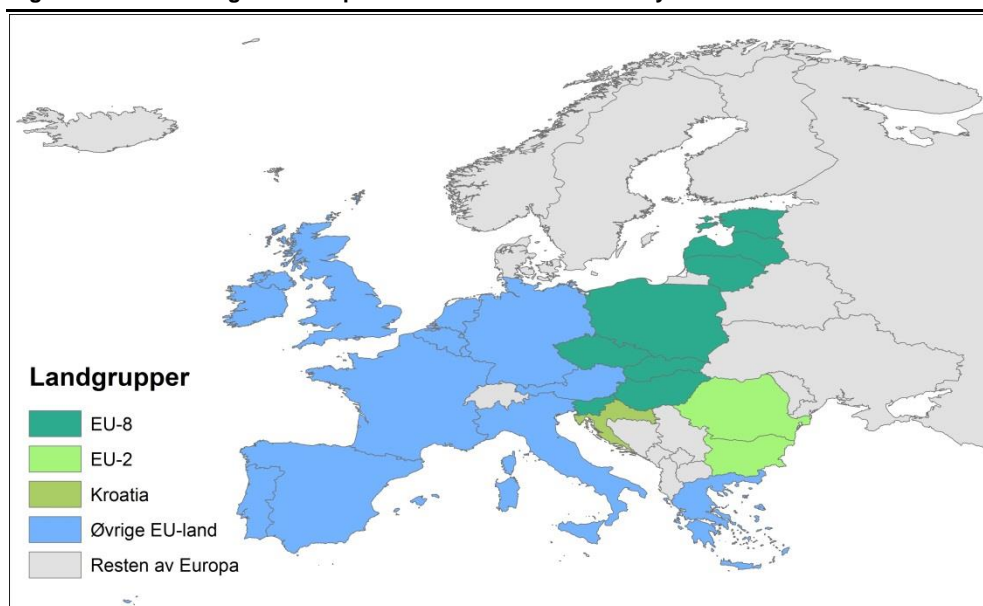 Landgrupper
EU-8
EU-2
Kroatia
Øvrige EU-land
Resten av Europa